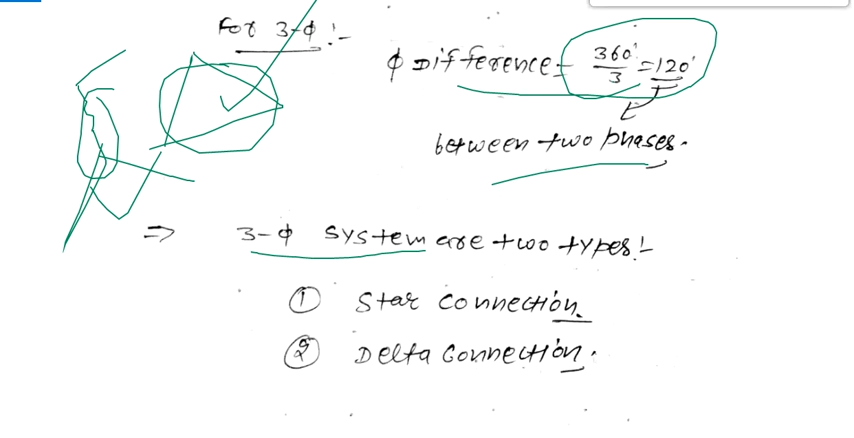 For 3-ϕ :-
ϕ Difference = 360°/3 = 120°
between two phases.
⇒ 3-ϕ system are two types :-
① Star Connection.
② Delta Connection.